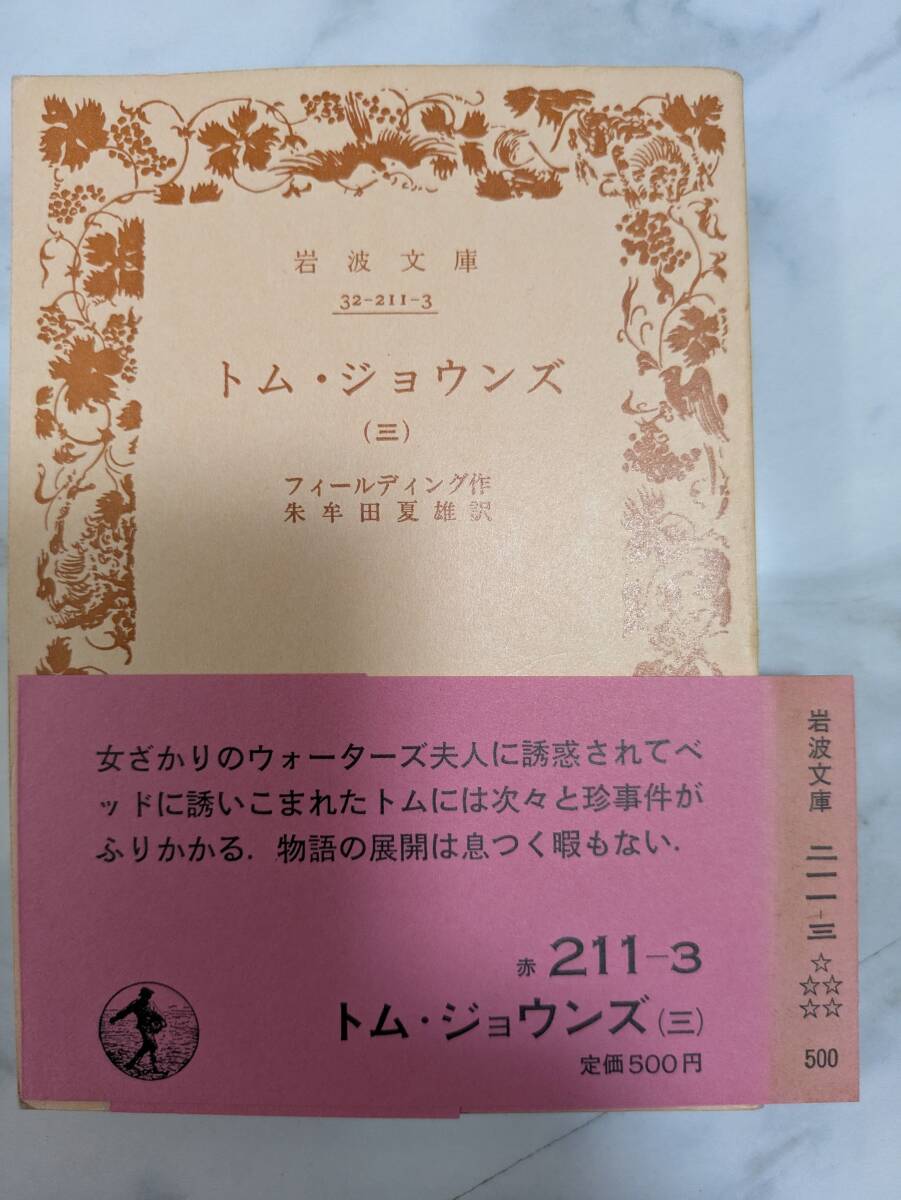 岩波文庫
32-211-3
トム・ジョウンズ
(三)
フィールディング作
朱牟田夏雄訳
女ざかりのウォーターズ夫人に誘惑されてベ
ッドに誘いこまれたトムには次々と珍事件が
ふりかかる．物語の展開は息つく暇もない．
赤 211-3
トム・ジョウンズ(三)
定価500円
岩波文庫 二一一-三
☆
☆☆
☆☆
500